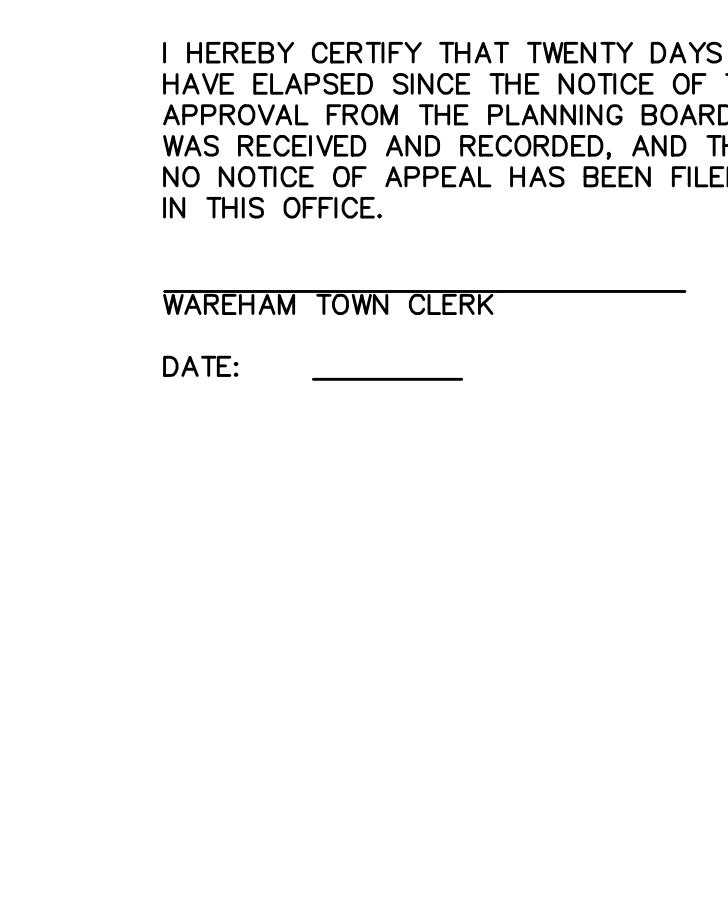 I HEREBY CERTIFY THAT TWENTY DAYS
HAVE ELAPSED SINCE THE NOTICE OF
APPROVAL FROM THE PLANNING BOARD
WAS RECEIVED AND RECORDED, AND
NO NOTICE OF APPEAL HAS BEEN
IN THIS OFFICE.
WAREHAM TOWN CLERK
DATE: